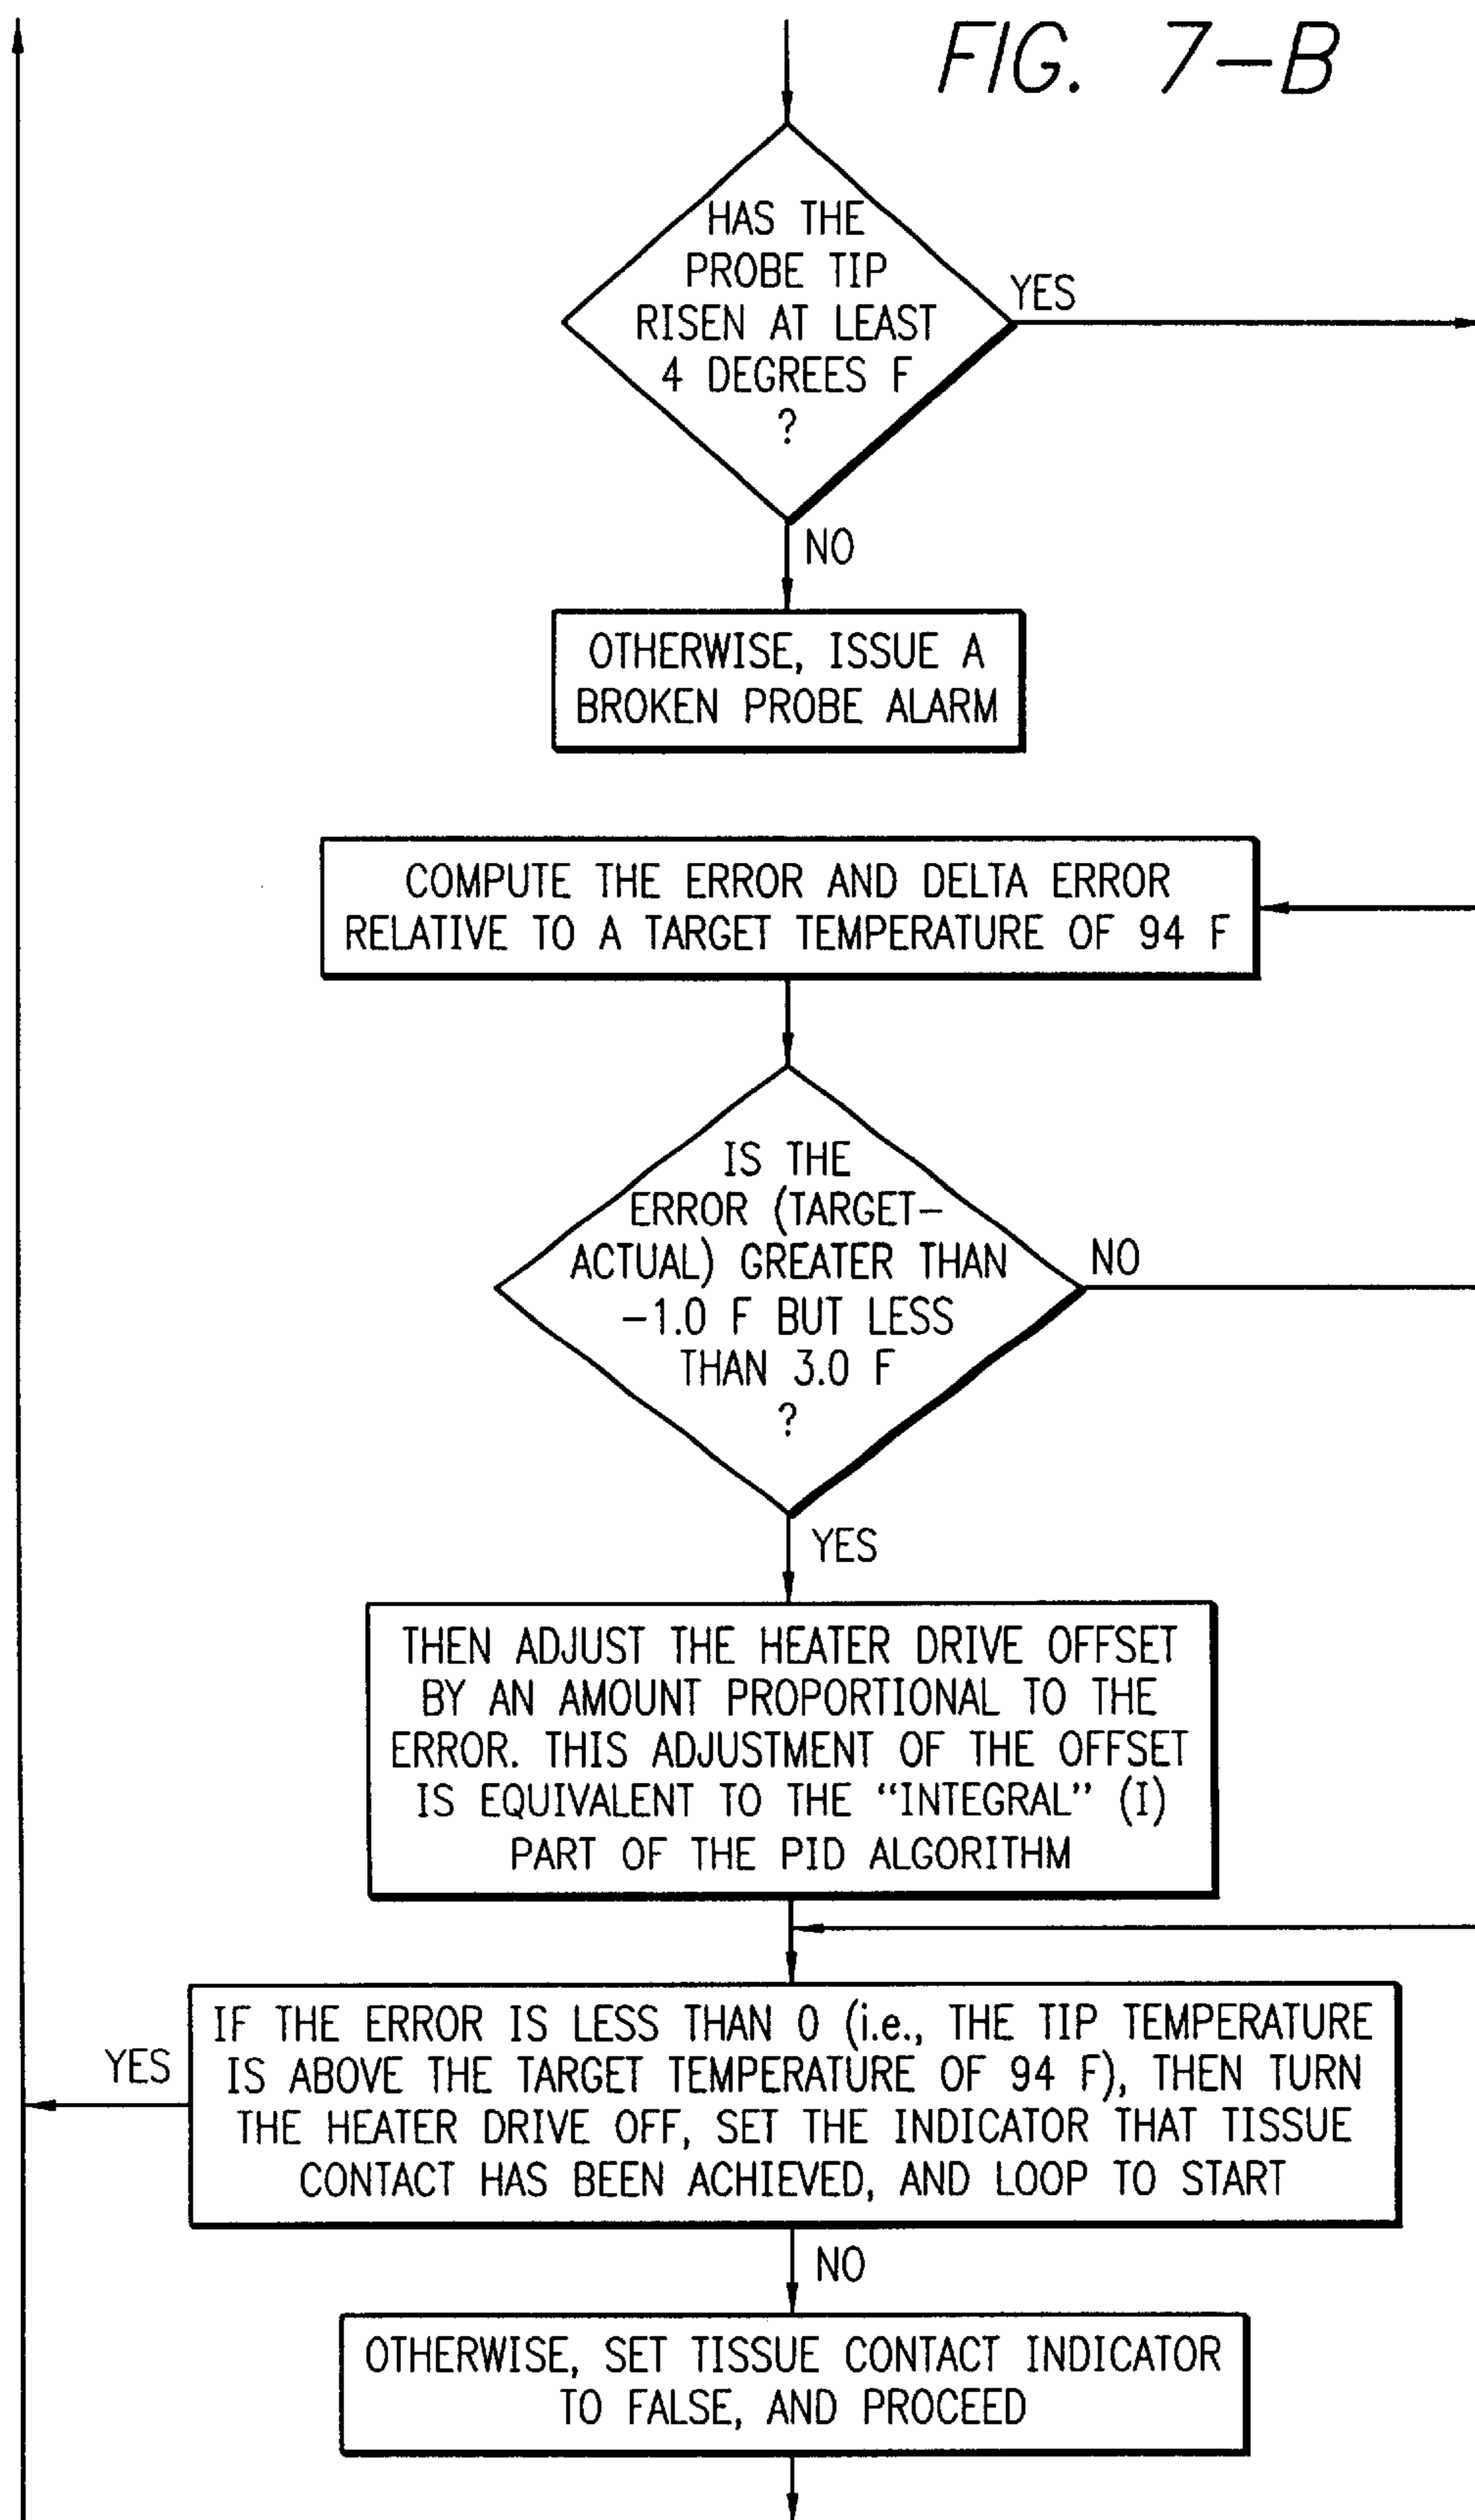 FIG. 7-B
HAS THE
PROBE TIP
RISEN AT LEAST
4 DEGREES F
?
YES
NO
OTHERWISE, ISSUE A
BROKEN PROBE ALARM
COMPUTE THE ERROR AND DELTA ERROR
RELATIVE TO A TARGET TEMPERATURE OF 94 F
IS THE
ERROR (TARGET-
ACTUAL) GREATER THAN
-1.0 F BUT LESS
THAN 3.0 F
?
NO
YES
THEN ADJUST THE HEATER DRIVE OFFSET
BY AN AMOUNT PROPORTIONAL TO THE
ERROR. THIS ADJUSTMENT OF THE OFFSET
IS EQUIVALENT TO THE “INTEGRAL” (I)
PART OF THE PID ALGORITHM
IF THE ERROR IS LESS THAN 0 (i.e., THE TIP TEMPERATURE
IS ABOVE THE TARGET TEMPERATURE OF 94 F), THEN TURN
THE HEATER DRIVE OFF, SET THE INDICATOR THAT TISSUE
CONTACT HAS BEEN ACHIEVED, AND LOOP TO START
YES
NO
OTHERWISE, SET TISSUE CONTACT INDICATOR
TO FALSE, AND PROCEED